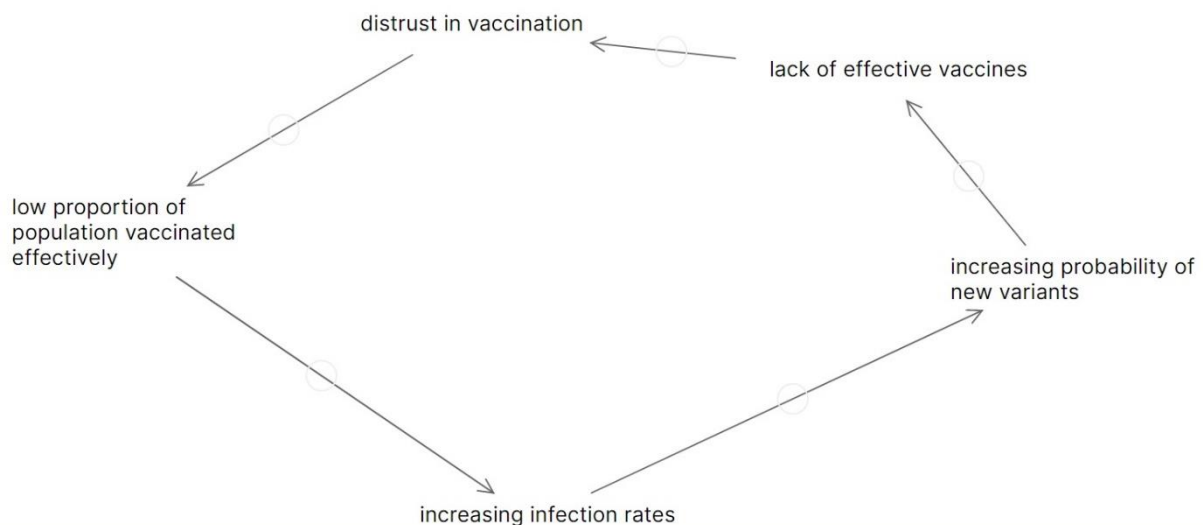 distrust in vaccination
lack of effective vaccines
low proportion of
population vaccinated
effectively
increasing probability of
new variants
increasing infection rates